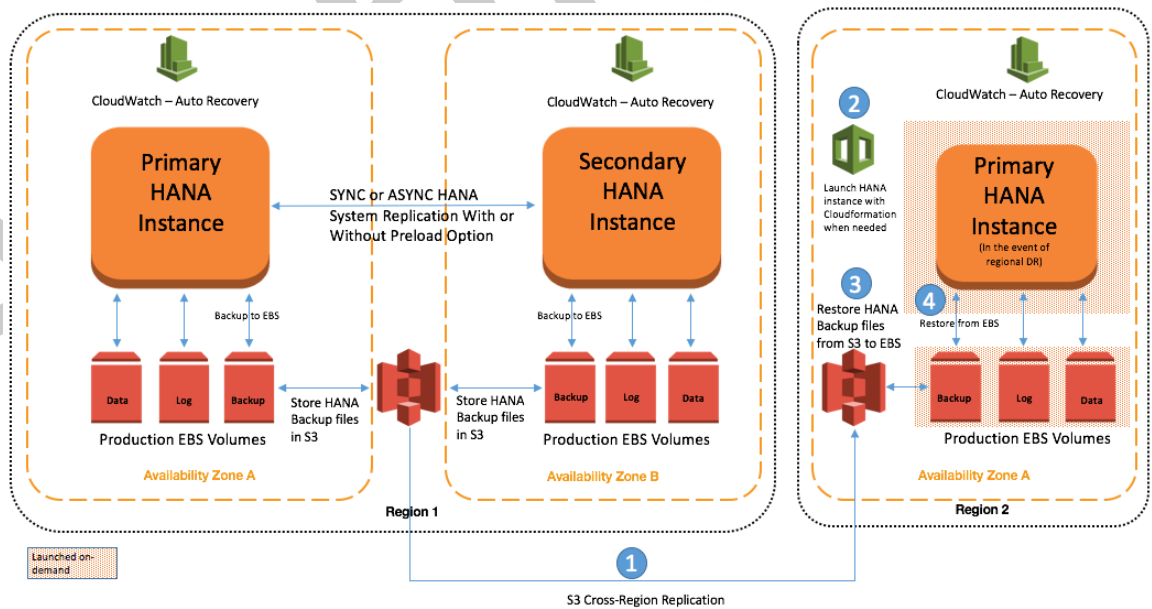 CloudWatch – Auto Recovery
Primary
HANA
Instance
SYNC or ASYNC HANA
System Replication With or
Without Preload Option
CloudWatch – Auto Recovery
Secondary
HANA
Instance
Backup to EBS
Data
Log
Backup
Production EBS Volumes
Store HANA
Backup files
in S3
Store HANA
Backup files
in S3
Backup to EBS
Backup
Log
Data
Production EBS Volumes
Availability Zone A
Availability Zone B
Region 1
CloudWatch – Auto Recovery
2
Launch HANA
instance with
Cloudformation
when needed
Primary
HANA
Instance
(In the event of
regional DR)
3
Restore HANA
Backup files
from S3 to EBS
4
Restore from EBS
Backup
Log
Data
Production EBS Volumes
Availability Zone A
Region 2
Launched on-
demand
1
S3 Cross-Region Replication